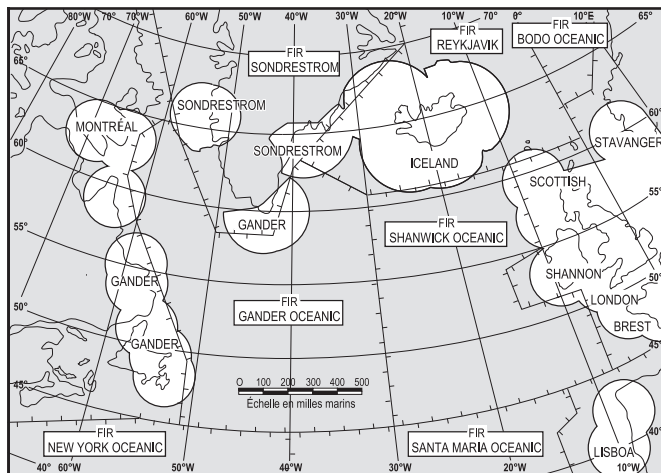 80°W 70°W 60°W 50°W 40°W 30°W 20°W 10°W 0° 10°E 20°E
65°
60°
55°
50°
45°
40° 60°W
50°W
40°W
30°W
20°W
10°W
70°
70°
65°
60°
55°
50°
45°
40°
FIR
SONDRESTROM
FIR
REYKJAVIK
FIR
BODO OCEANIC
SONDRESTROM
MONTRÉAL
SONDRESTROM
ICELAND
STAVANGER
SCOTTISH
GANDER
FIR
SHANWICK OCEANIC
SHANNON
LONDON
BREST
GANDER
FIR
GANDER OCEANIC
GANDER
0 100 200 300 400 500
Échelle en milles marins
FIR
NEW YORK OCEANIC
FIR
SANTA MARIA OCEANIC
LISBOA